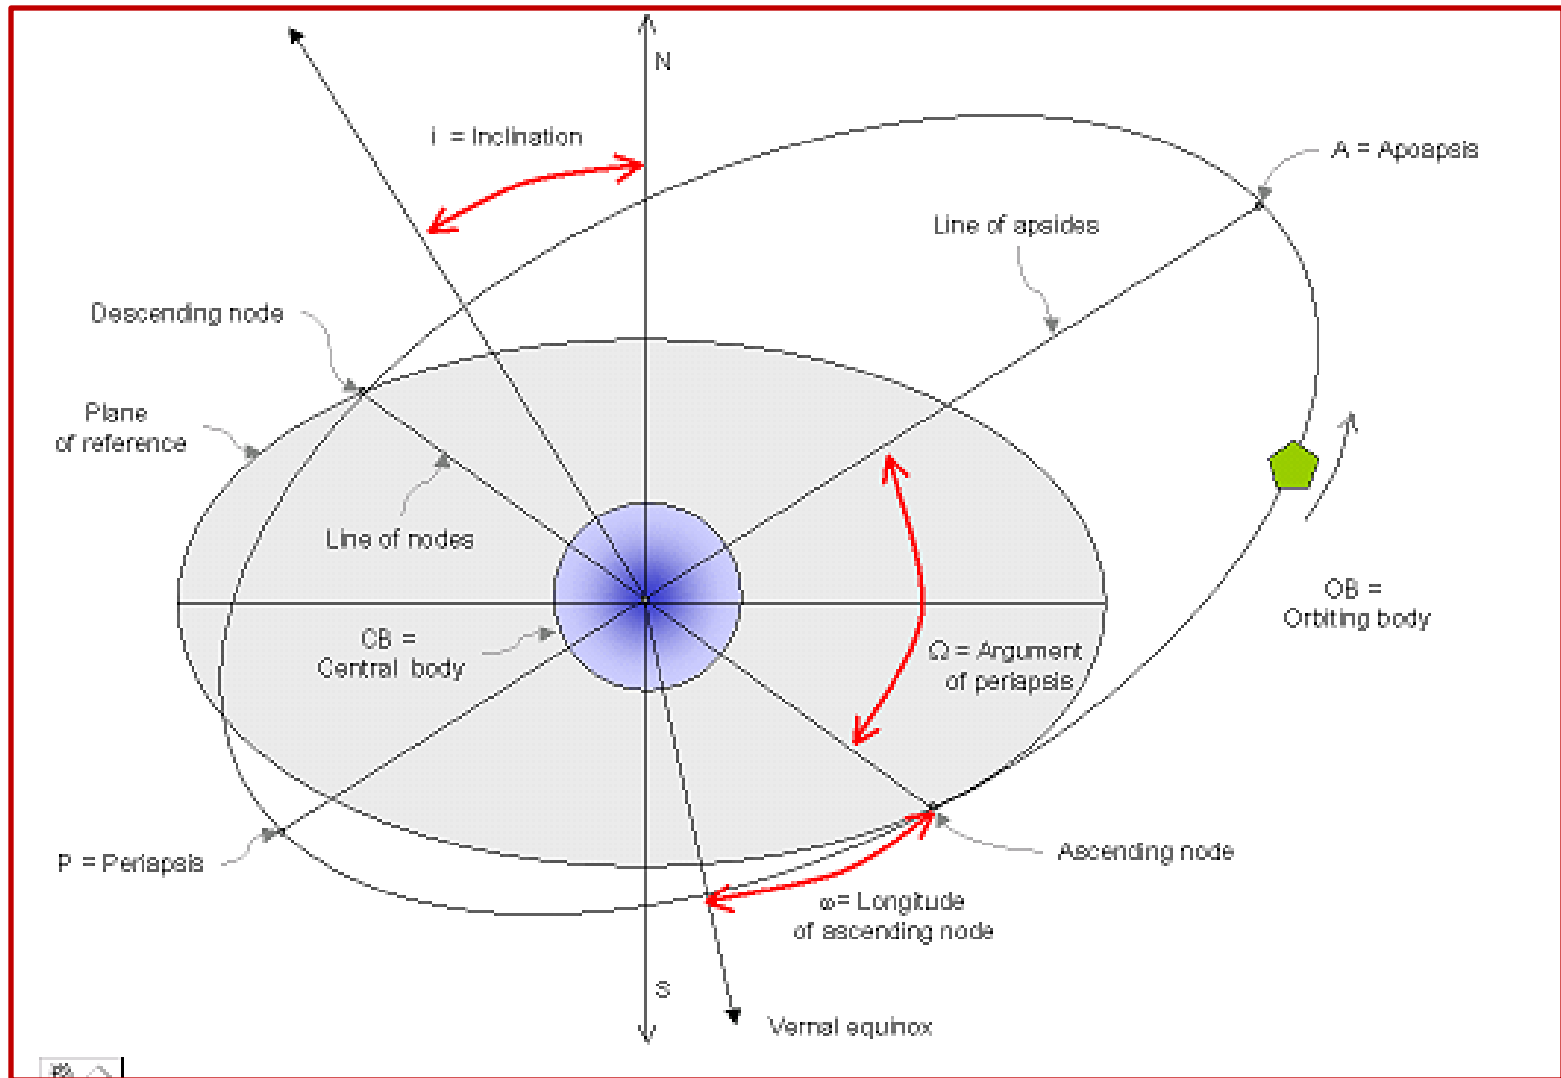 N
i = Inclination
A = Apoapsis
Line of apsides
Descending node
Plane
of reference
Line of nodes
CB =
Central body
OB =
Orbiting body
Ω = Argument
of periapsis
P = Periapsis
Ascending node
ω= Longitude
of ascending node
S
Vernal equinox